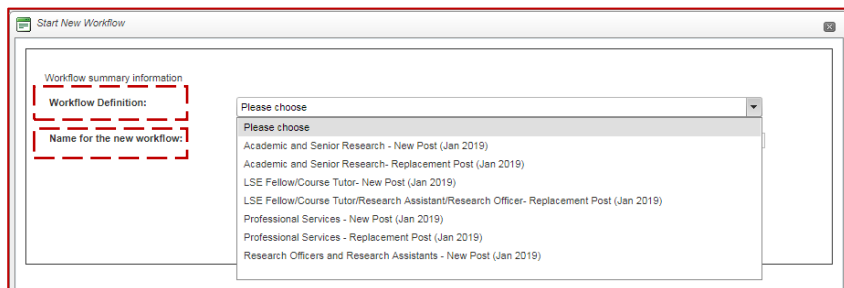 Start New Workflow
Workflow summary information
Workflow Definition:
Please choose
Name for the new workflow:
Please choose
Academic and Senior Research - New Post (Jan 2019)
Academic and Senior Research- Replacement Post (Jan 2019)
LSE Fellow/Course Tutor- New Post (Jan 2019)
LSE Fellow/Course Tutor/Research Assistant/Research Officer- Replacement Post (Jan 2019)
Professional Services - New Post (Jan 2019)
Professional Services - Replacement Post (Jan 2019)
Research Officers and Research Assistants - New Post (Jan 2019)